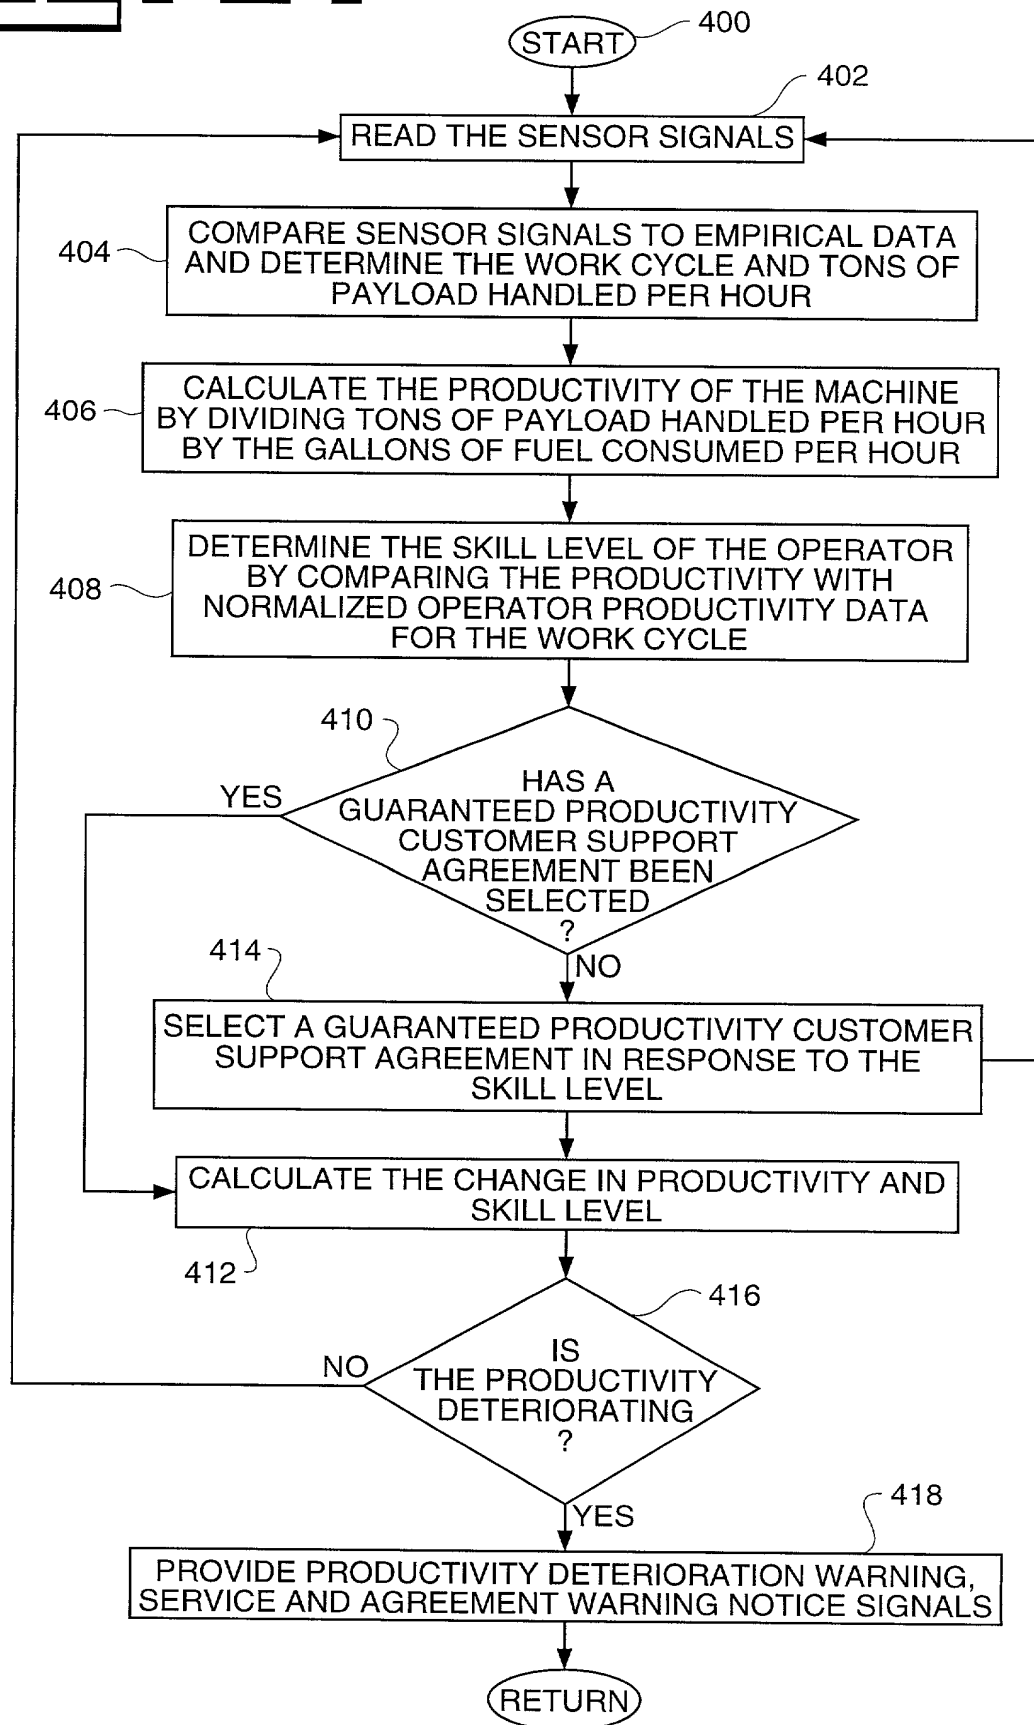 START
400
402
READ THE SENSOR SIGNALS
404
COMPARE SENSOR SIGNALS TO EMPIRICAL DATA
AND DETERMINE THE WORK CYCLE AND TONS OF
PAYLOAD HANDLED PER HOUR
406
CALCULATE THE PRODUCTIVITY OF THE MACHINE
BY DIVIDING TONS OF PAYLOAD HANDLED PER HOUR
BY THE GALLONS OF FUEL CONSUMED PER HOUR
408
DETERMINE THE SKILL LEVEL OF THE OPERATOR
BY COMPARING THE PRODUCTIVITY WITH
NORMALIZED OPERATOR PRODUCTIVITY DATA
FOR THE WORK CYCLE
410
YES
HAS A
GUARANTEED PRODUCTIVITY
CUSTOMER SUPPORT
AGREEMENT BEEN
SELECTED
?
NO
414
SELECT A GUARANTEED PRODUCTIVITY CUSTOMER
SUPPORT AGREEMENT IN RESPONSE TO THE
SKILL LEVEL
CALCULATE THE CHANGE IN PRODUCTIVITY AND
SKILL LEVEL
412
416
NO
IS
THE PRODUCTIVITY
DETERIORATING
?
YES
418
PROVIDE PRODUCTIVITY DETERIORATION WARNING,
SERVICE AND AGREEMENT WARNING NOTICE SIGNALS
RETURN